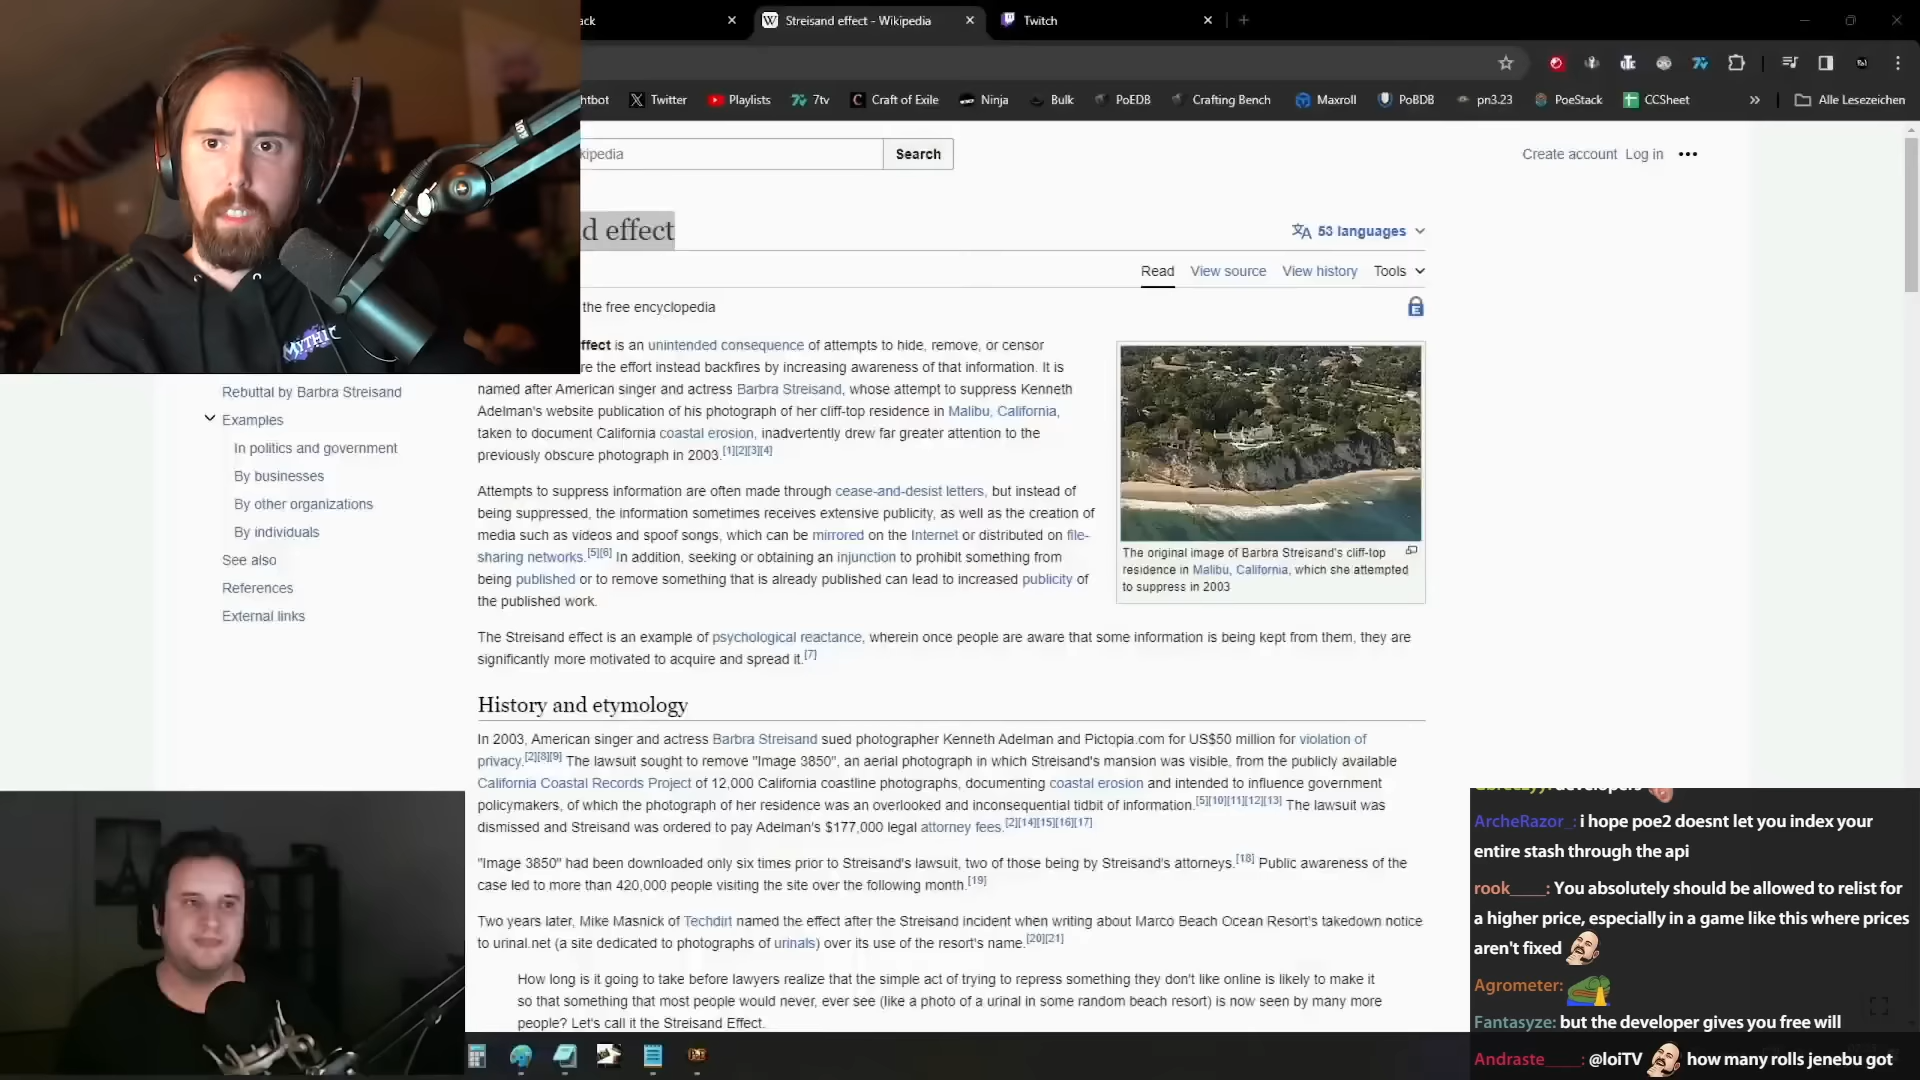 ack
Streisand effect - Wikipedia
Twitch
htbot
Twitter
Playlists
7tv
Craft of Exile
Ninja
Bulk
PoEDB
Crafting Bench
Maxroll
PoBDB
pn3.23
PoeStack
CCSheet
Alle Lesezeichen
kipedia
Search
Create account
Log in
d effect
53 languages
Read
View source
View history
Tools
the free encyclopedia
ffect is an unintended consequence of attempts to hide, remove, or censor
re the effort instead backfires by increasing awareness of that information. It is
named after American singer and actress Barbra Streisand, whose attempt to suppress Kenneth
Adelman's website publication of his photograph of her cliff-top residence in Malibu, California,
taken to document California coastal erosion, inadvertently drew far greater attention to the
previously obscure photograph in 2003.[1][2][3][4]
Attempts to suppress information are often made through cease-and-desist letters, but instead of
being suppressed, the information sometimes receives extensive publicity, as well as the creation of
media such as videos and spoof songs, which can be mirrored on the Internet or distributed on file-
sharing networks.[5][6] In addition, seeking or obtaining an injunction to prohibit something from
being published or to remove something that is already published can lead to increased publicity of
the published work.
The original image of Barbra Streisand's cliff-top
residence in Malibu, California, which she attempted
to suppress in 2003
The Streisand effect is an example of psychological reactance, wherein once people are aware that some information is being kept from them, they are
significantly more motivated to acquire and spread it.[7]
History and etymology
In 2003, American singer and actress Barbra Streisand sued photographer Kenneth Adelman and Pictopia.com for US$50 million for violation of
privacy.[2][8][9] The lawsuit sought to remove "Image 3850", an aerial photograph in which Streisand's mansion was visible, from the publicly available
California Coastal Records Project of 12,000 California coastline photographs, documenting coastal erosion and intended to influence government
policymakers, of which the photograph of her residence was an overlooked and inconsequential tidbit of information.[5][10][11][12][13] The lawsuit was
dismissed and Streisand was ordered to pay Adelman's $177,000 legal attorney fees.[2][14][15][16][17]
"Image 3850" had been downloaded only six times prior to Streisand's lawsuit, two of those being by Streisand's attorneys.[18] Public awareness of the
case led to more than 420,000 people visiting the site over the following month.[19]
Two years later, Mike Masnick of Techdirt named the effect after the Streisand incident when writing about Marco Beach Ocean Resort's takedown notice
to urinal.net (a site dedicated to photographs of urinals) over its use of the resort's name.[20][21]
How long is it going to take before lawyers realize that the simple act of trying to repress something they don't like online is likely to make it
so that something that most people would never, ever see (like a photo of a urinal in some random beach resort) is now seen by many more
people? Let's call it the Streisand Effect.
Rebuttal by Barbra Streisand
Examples
In politics and government
By businesses
By other organizations
By individuals
See also
References
External links
MYTHIC
developers
ArcheRazor_: i hope poe2 doesnt let you index your
entire stash through the api
rook____: You absolutely should be allowed to relist for
a higher price, especially in a game like this where prices
aren't fixed
Agrometer:
Fantasyze: but the developer gives you free will
Andraste____: @loiTV how many rolls jenebu got